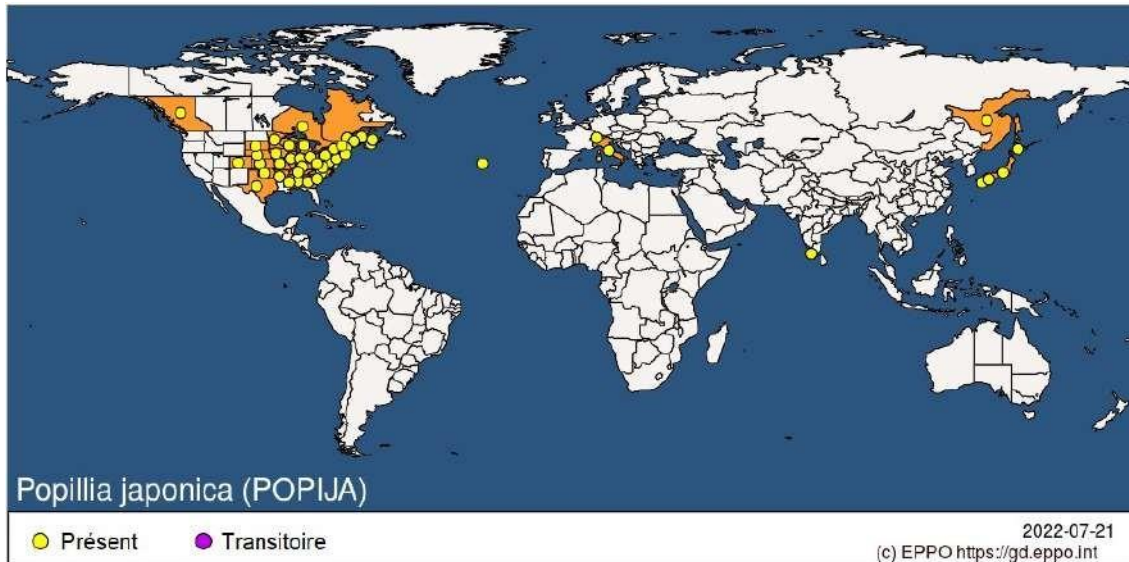 Popillia japonica (POPIJA)
Présent
Transitoire
2022-07-21
(c) EPPO https://gd.eppo.int